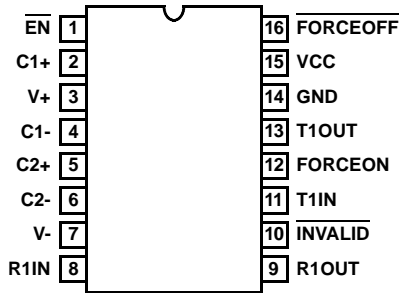 EN 1 16 FORCEOFF
C1+ 2 15 VCC
V+ 3 14 GND
C1- 4 13 T1OUT
C2+ 5 12 FORCEON
C2- 6 11 T1IN
V- 7 10 INVALID
R1IN 8 9 R1OUT